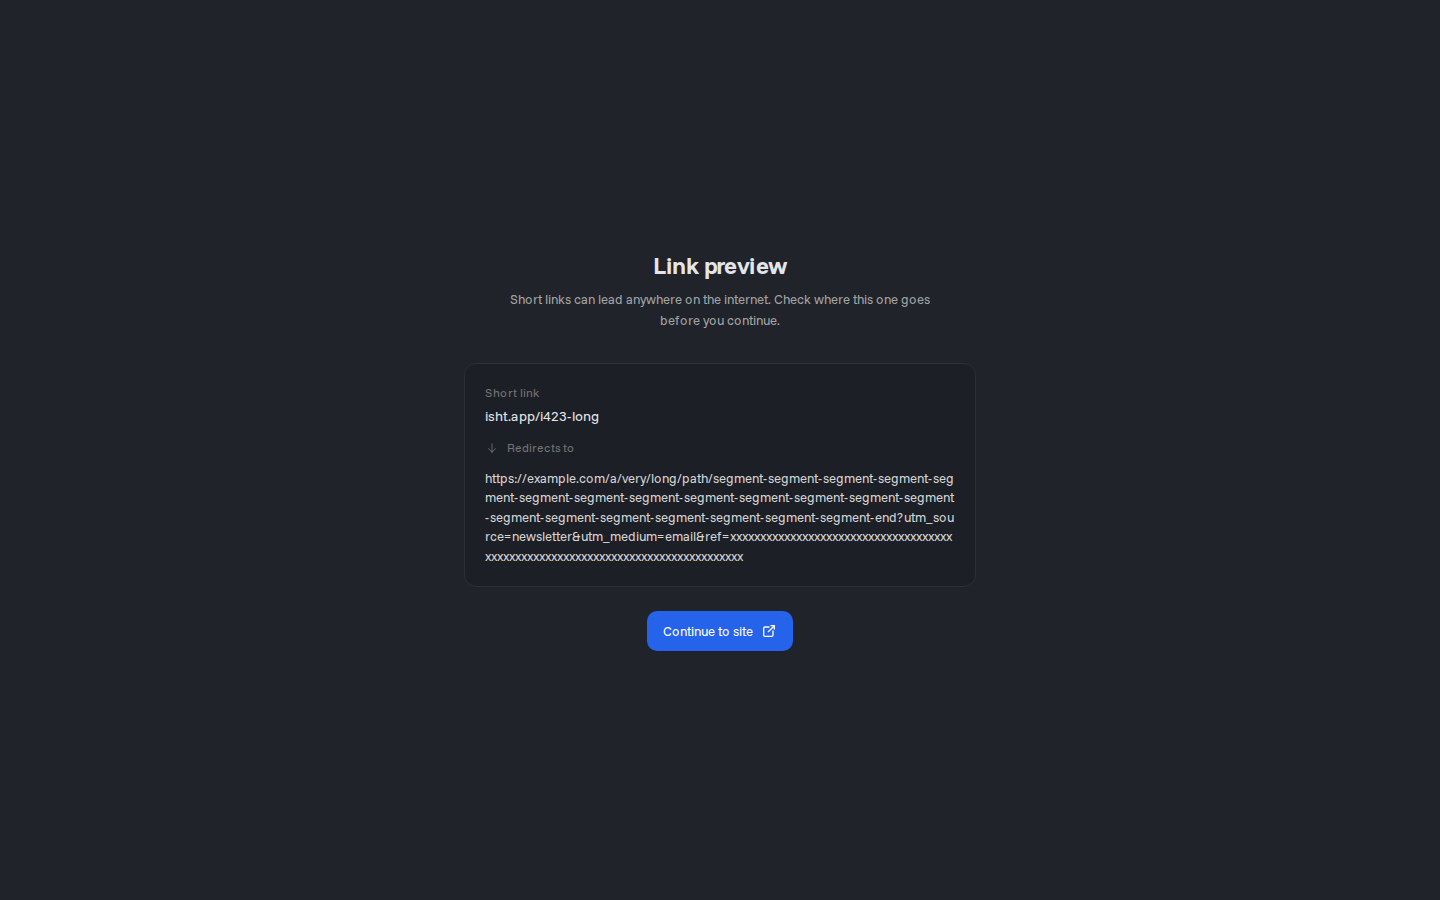 Link preview
Short links can lead anywhere on the internet. Check where this one goes
before you continue.
Short link
isht.app/i423-long
Redirects to
https://example.com/a/very/long/path/segment-segment-segment-segment-seg
ment-segment-segment-segment-segment-segment-segment-segment-segment
-segment-segment-segment-segment-segment-segment-segment-end?utm_sou
rce=newsletter&utm_medium=email&ref=xxxxxxxxxxxxxxxxxxxxxxxxxxxxxxxxxxxxx
xxxxxxxxxxxxxxxxxxxxxxxxxxxxxxxxxxxxxxxxxxx
Continue to site